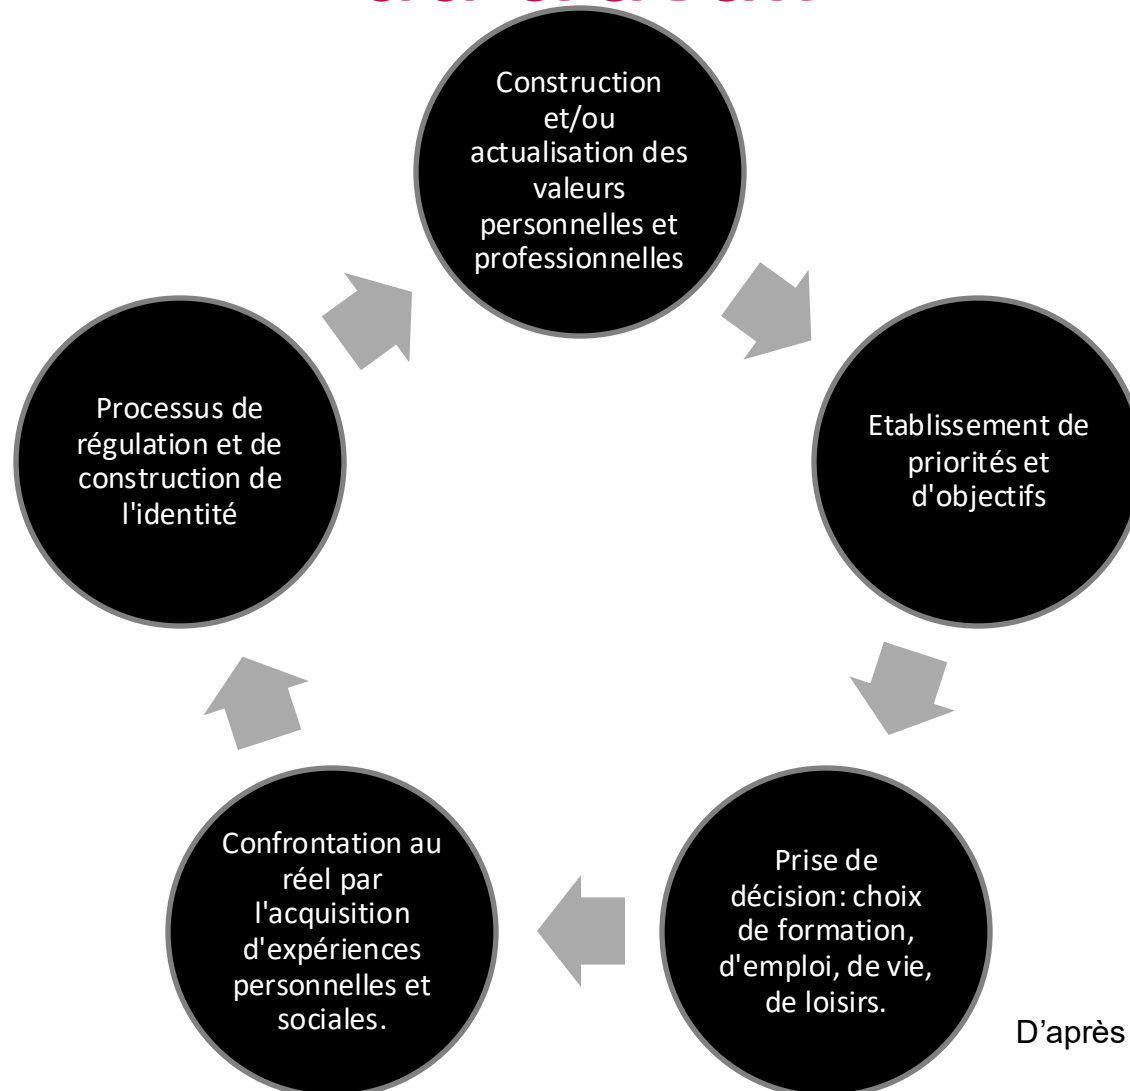 Construction
et/ou
actualisation des
valeurs
personnelles et
professionnelles
Etablissement de
priorités et
d'objectifs
Prise de
décision: choix
de formation,
d'emploi, de vie,
de loisirs.
Confrontation au
réel par
l'acquisition
d'expériences
personnelles et
sociales.
Processus de
régulation et de
construction de
l'identité
D’après